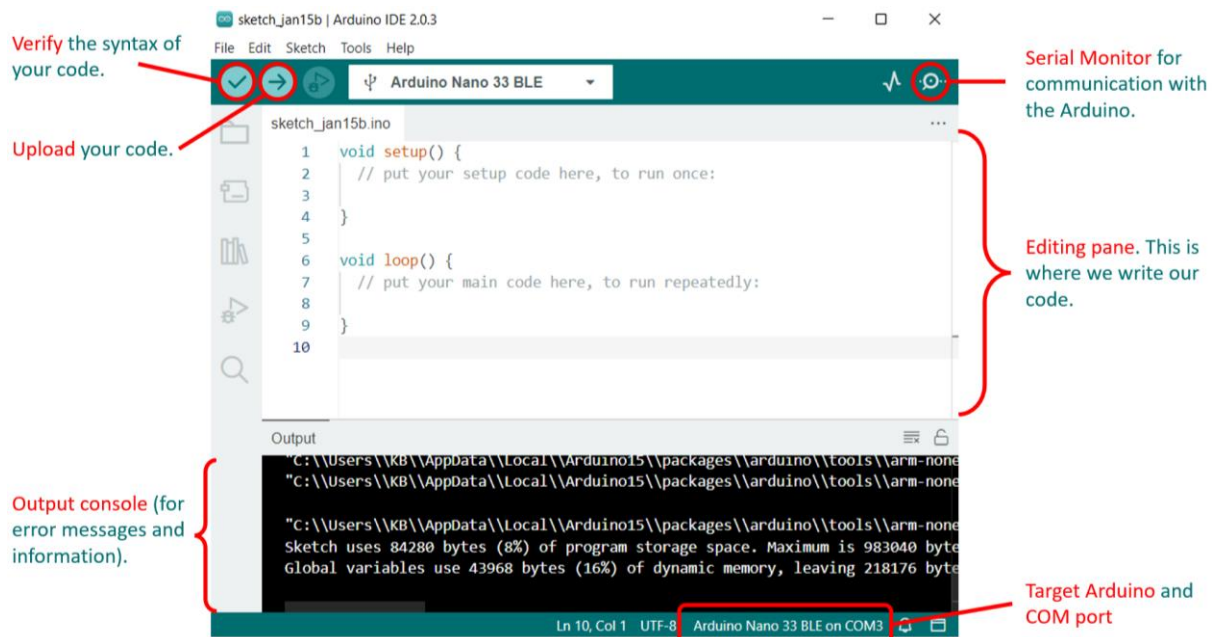 sketch_jan15b | Arduino IDE 2.0.3
File Edit Sketch Tools Help
Verify the syntax of
your code.
Arduino Nano 33 BLE
Serial Monitor for
communication with
the Arduino.
Upload your code.
sketch_jan15b.ino
1 void setup() {
2 // put your setup code here, to run once:
3
4 }
5
6 void loop() {
7 // put your main code here, to run repeatedly:
8
9 }
10
Editing pane. This is
where we write our
code.
Output
"C:\\Users\\KB\\AppData\\Local\\Arduino15\\packages\\arduino\\tools\\arm-none
"C:\\Users\\KB\\AppData\\Local\\Arduino15\\packages\\arduino\\tools\\arm-none
"C:\\Users\\KB\\AppData\\Local\\Arduino15\\packages\\arduino\\tools\\arm-none
Sketch uses 84280 bytes (8%) of program storage space. Maximum is 983040 byte
Global variables use 43968 bytes (16%) of dynamic memory, leaving 218176 byte
Output console (for
error messages and
information).
Ln 10, Col 1 UTF-8 Arduino Nano 33 BLE on COM3
Target Arduino and
COM port